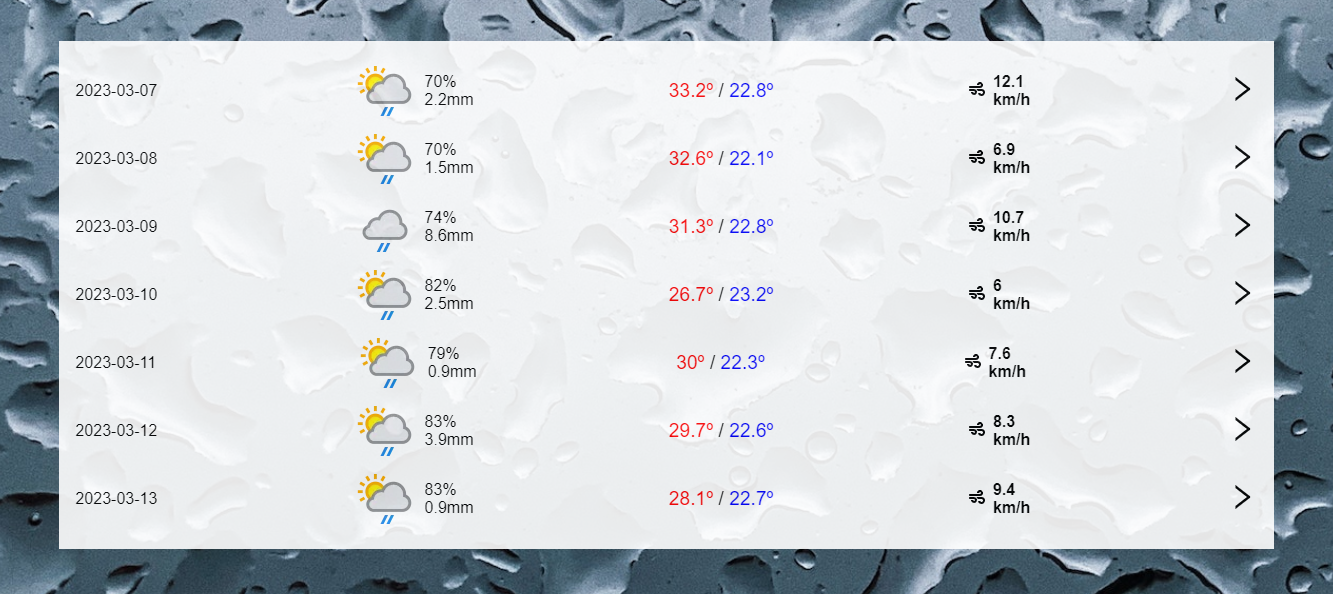 2023-03-07
70%
2.2mm
33.2º / 22.8º
12.1
km/h
2023-03-08
70%
1.5mm
32.6º / 22.1º
6.9
km/h
2023-03-09
74%
8.6mm
31.3º / 22.8º
10.7
km/h
2023-03-10
82%
2.5mm
26.7º / 23.2º
6
km/h
2023-03-11
79%
0.9mm
30º / 22.3º
7.6
km/h
2023-03-12
83%
3.9mm
29.7º / 22.6º
8.3
km/h
2023-03-13
83%
0.9mm
28.1º / 22.7º
9.4
km/h